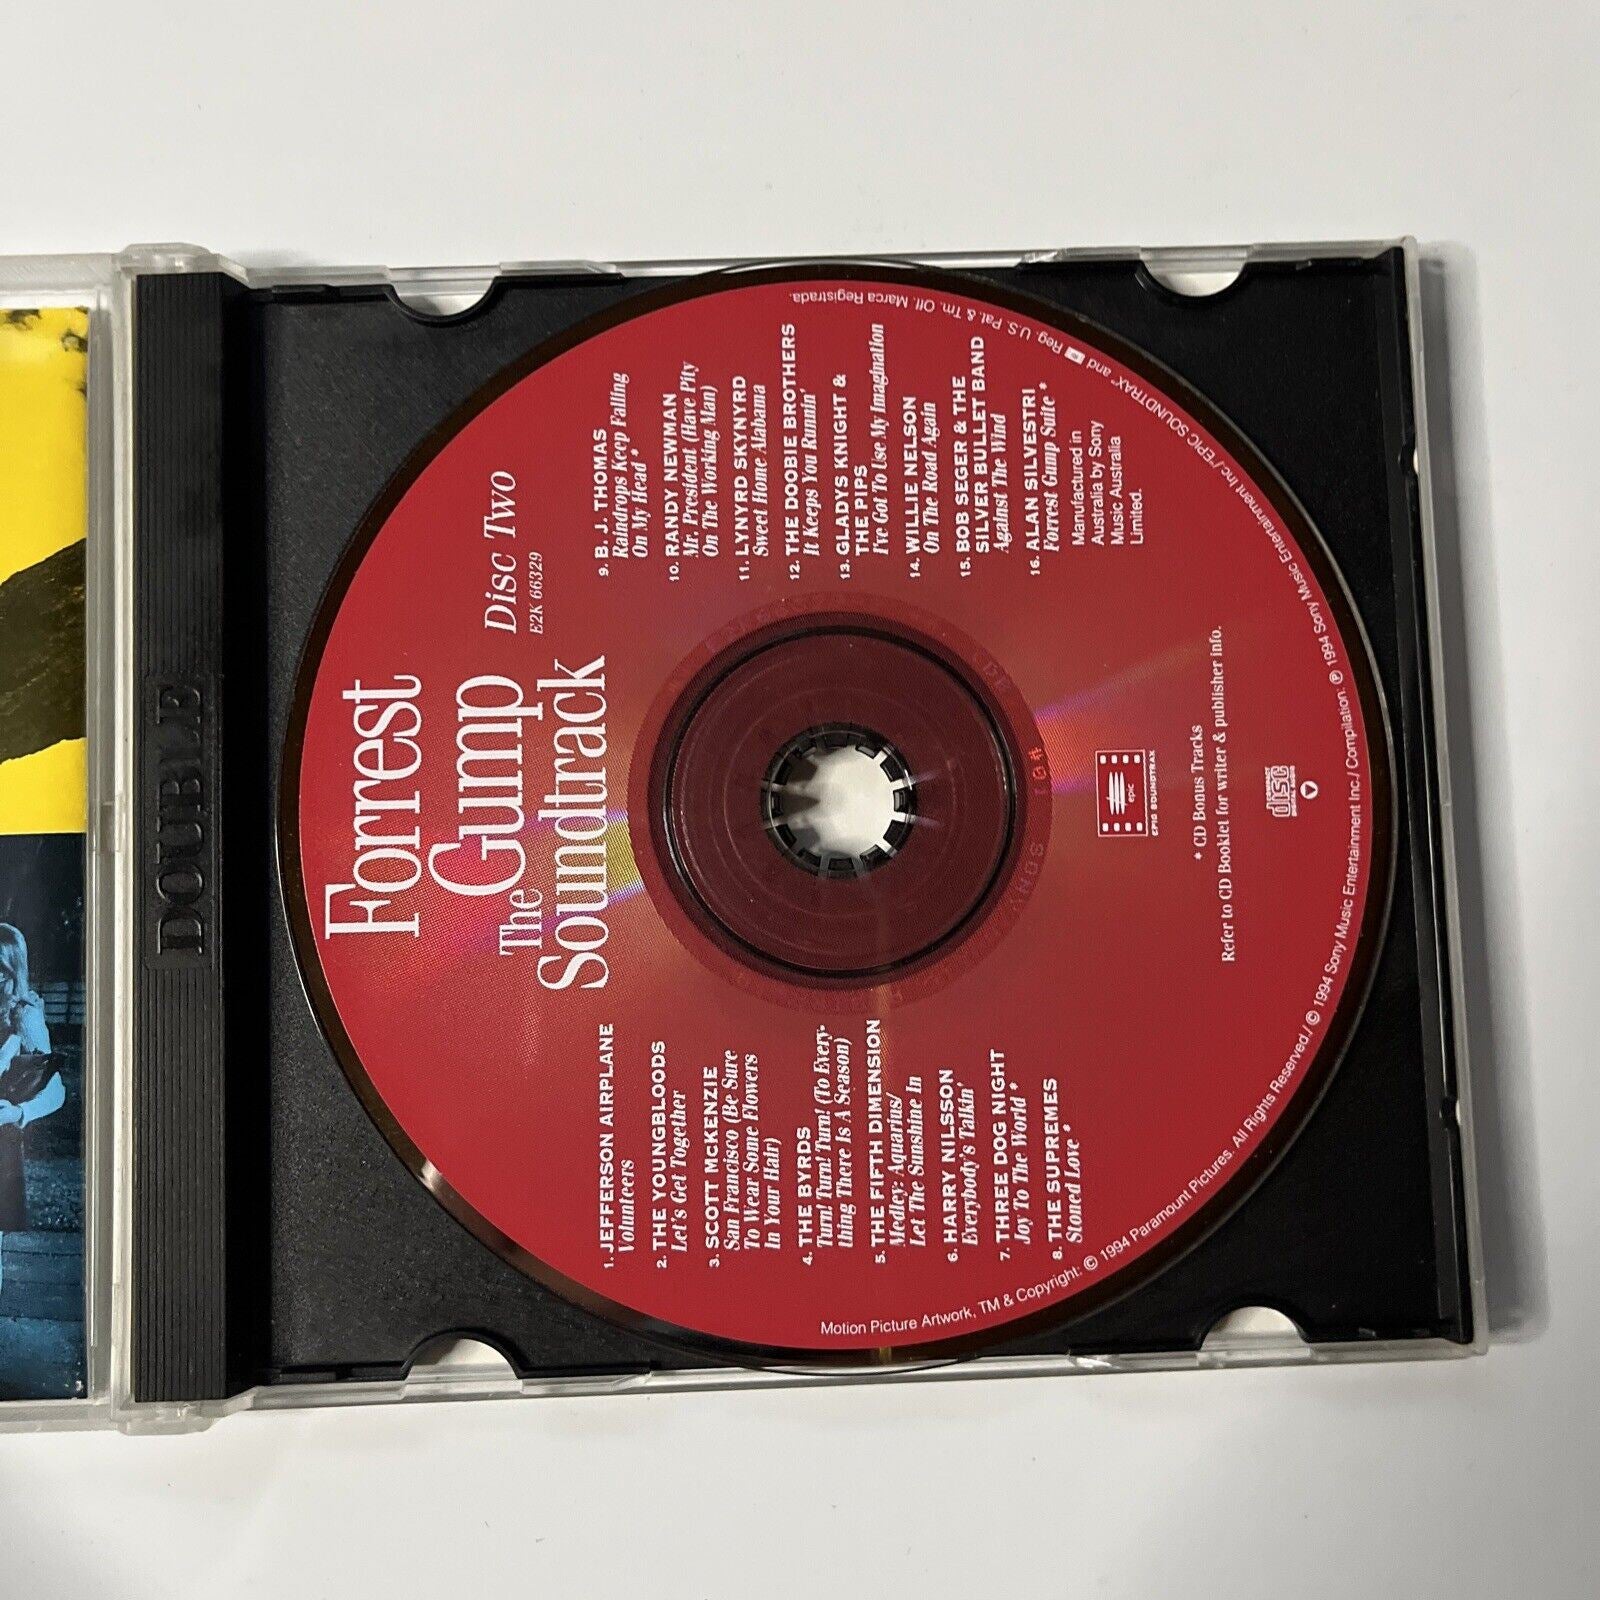 DOUBLE
Forrest
Gump
The
Soundtrack
Disc Two
E2K 66329
1. JEFFERSON AIRPLANE
Volunteers
2. THE YOUNGBLOODS
Let's Get Together
3. SCOTT McKENZIE
San Francisco (Be Sure
To Wear Some Flowers
In Your Hair)
4. THE BYRDS
Turn! Turn! Turn! (To Every-
thing There Is A Season)
5. THE FIFTH DIMENSION
Medley: Aquarius/
Let The Sunshine In
6. HARRY NILSSON
Everybody's Talkin'
7. THREE DOG NIGHT
Joy To The World *
8. THE SUPREMES
Stoned Love *
9. B. J. THOMAS
Raindrops Keep Falling
On My Head *
10. RANDY NEWMAN
Mr. President (Have Pity
On The Working Man)
11. LYNYRD SKYNYRD
Sweet Home Alabama
12. THE DOOBIE BROTHERS
It Keeps You Runnin'
13. GLADYS KNIGHT &
THE PIPS
I've Got To Use My Imagination
14. WILLIE NELSON
On The Road Again
15. BOB SEGER & THE
SILVER BULLET BAND
Against The Wind
16. ALAN SILVESTRI
Forrest Gump Suite *
Manufactured in
Australia by Sony
Music Australia
Limited.
SONY
epic
EPIC SOUNDTRAX
* CD Bonus Tracks
Refer to CD Booklet for writer & publisher info.
COMPACT
disc
DIGITAL AUDIO
Motion Picture Artwork, TM & Copyright: © 1994 Paramount Pictures. All Rights Reserved./ © 1994 Sony Music Entertainment Inc./ Compilation: ℗ 1994 Sony Music Entertainment Inc./"EPIC SOUNDTRAX" and Reg. U.S. Pat. & Tm. Off. Marca Registrada.